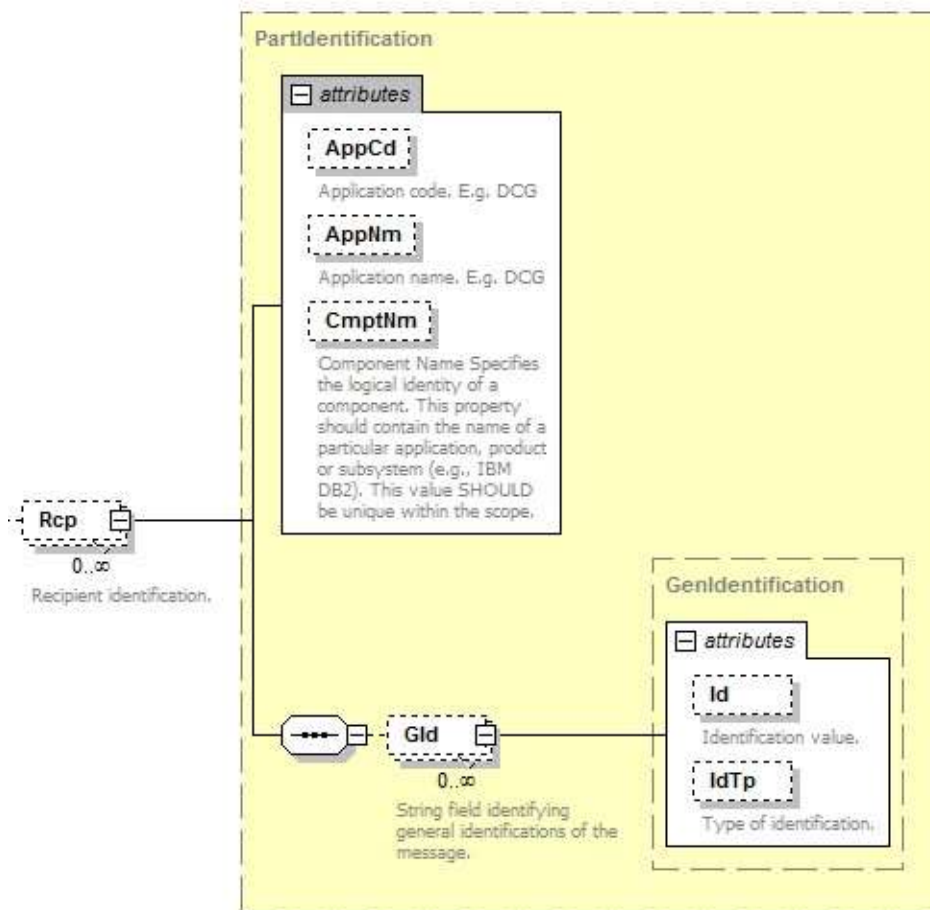 PartIdentification
attributes
AppCd
Application code. E.g. DCG
AppNm
Application name. E.g. DCG
CmptNm
Component Name Specifies
the logical identity of a
component. This property
should contain the name of a
particular application, product
or subsystem (e.g., IBM
DB2). This value SHOULD
be unique within the scope.
Rcp
0..∞
Recipient identification.
GenIdentification
attributes
Id
Identification value.
IdTp
Type of identification.
GId
0..∞
String field identifying
general identifications of the
message.